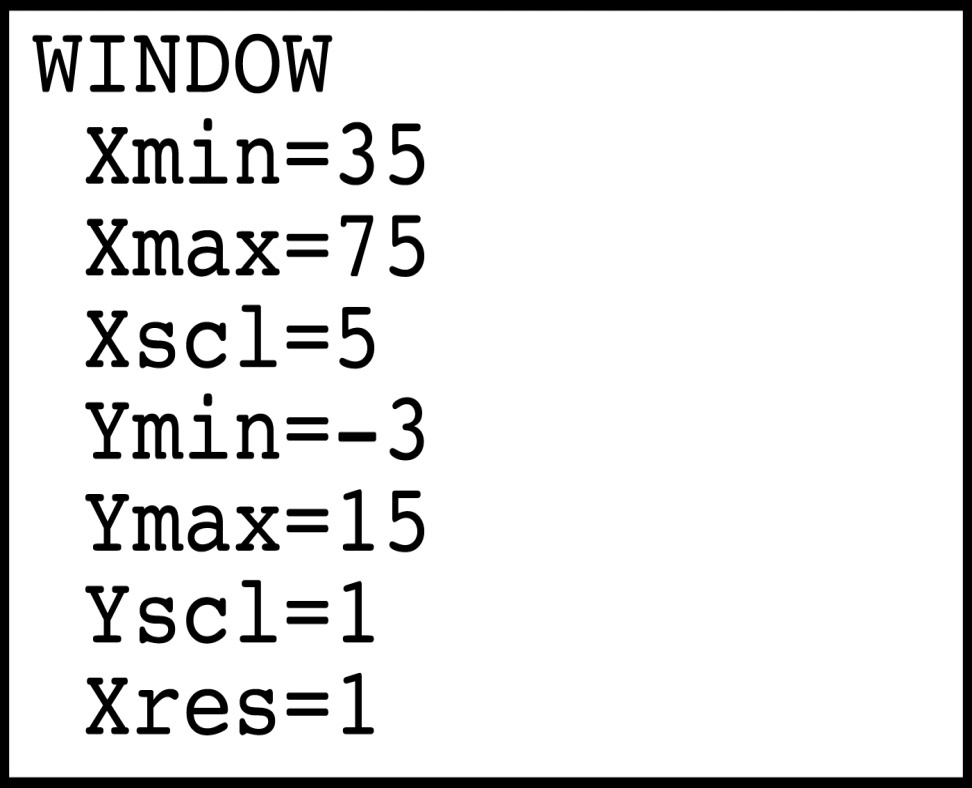 WINDOW
Xmin=35
Xmax=75
Xscl=5
Ymin=-3
Ymax=15
Yscl=1
Xres=1